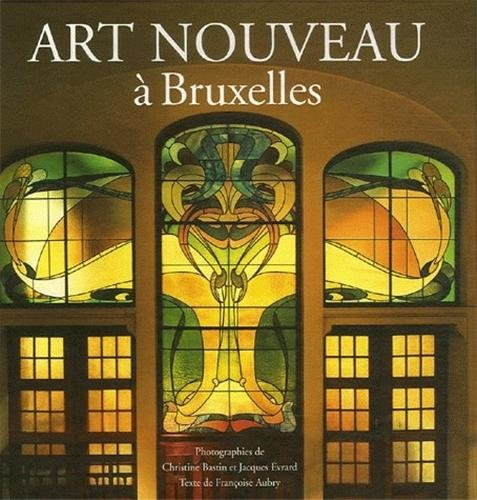 ART NOUVEAU
à Bruxelles
Photographies de
Christine Bastin et Jacques Evrard
Texte de Françoise Aubry